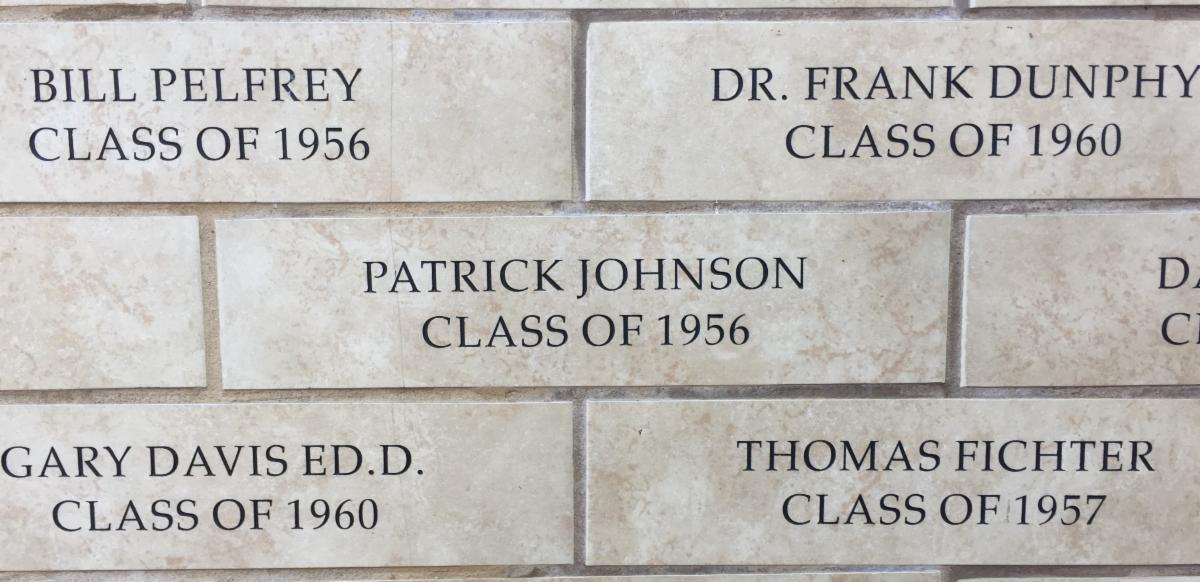 BILL PELFREY
CLASS OF 1956
DR. FRANK DUNPHY
CLASS OF 1960
PATRICK JOHNSON
CLASS OF 1956
GARY DAVIS ED.D.
CLASS OF 1960
THOMAS FICHTER
CLASS OF 1957